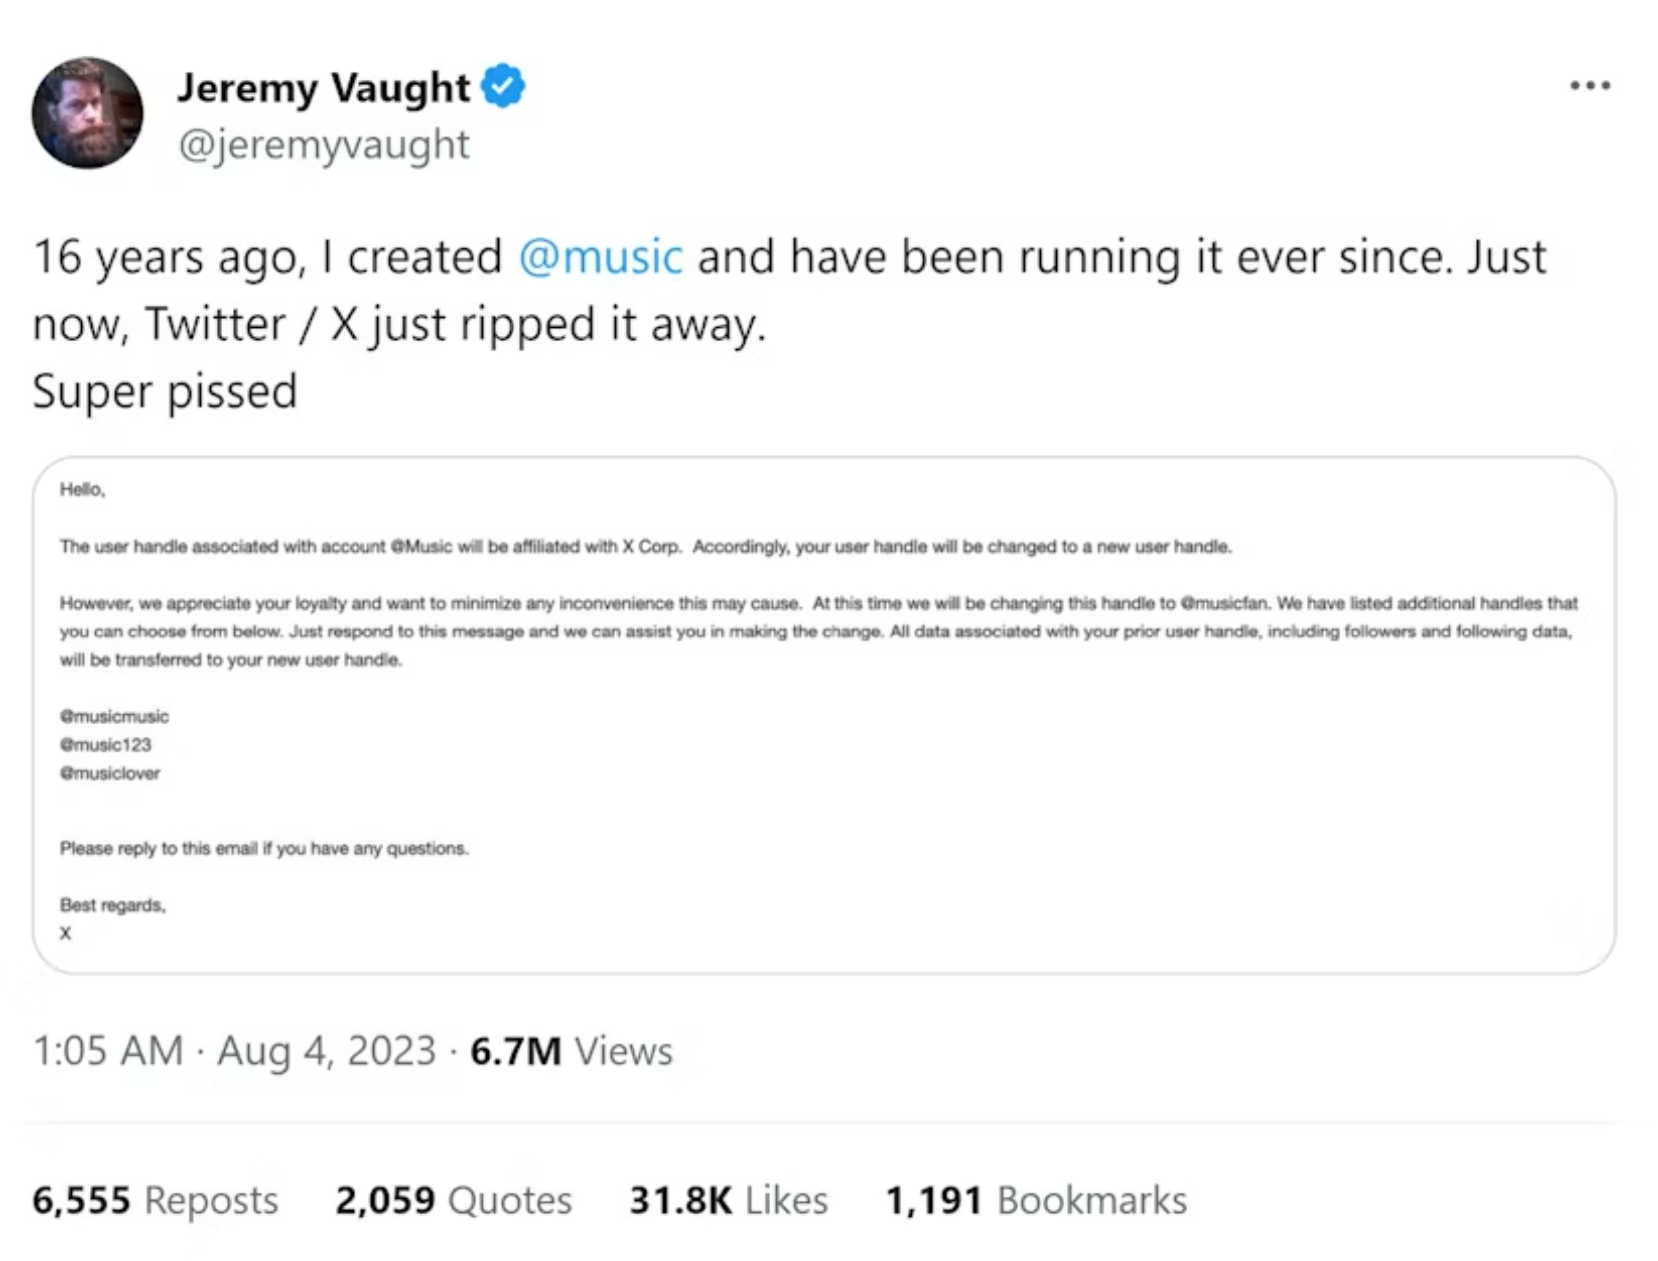 Jeremy Vaught
@jeremyvaught
16 years ago, I created @music and have been running it ever since. Just
now, Twitter / X just ripped it away.
Super pissed
Hello,
The user handle associated with account @Music will be affiliated with X Corp.  Accordingly, your user handle will be changed to a new user handle.
However, we appreciate your loyalty and want to minimize any inconvenience this may cause.  At this time we will be changing this handle to @musicfan. We have listed additional handles that
you can choose from below. Just respond to this message and we can assist you in making the change. All data associated with your prior user handle, including followers and following data,
will be transferred to your new user handle.
@musicmusic
@music123
@musiclover
Please reply to this email if you have any questions.
Best regards,
X
1:05 AM · Aug 4, 2023 · 6.7M Views
6,555 Reposts 2,059 Quotes 31.8K Likes 1,191 Bookmarks